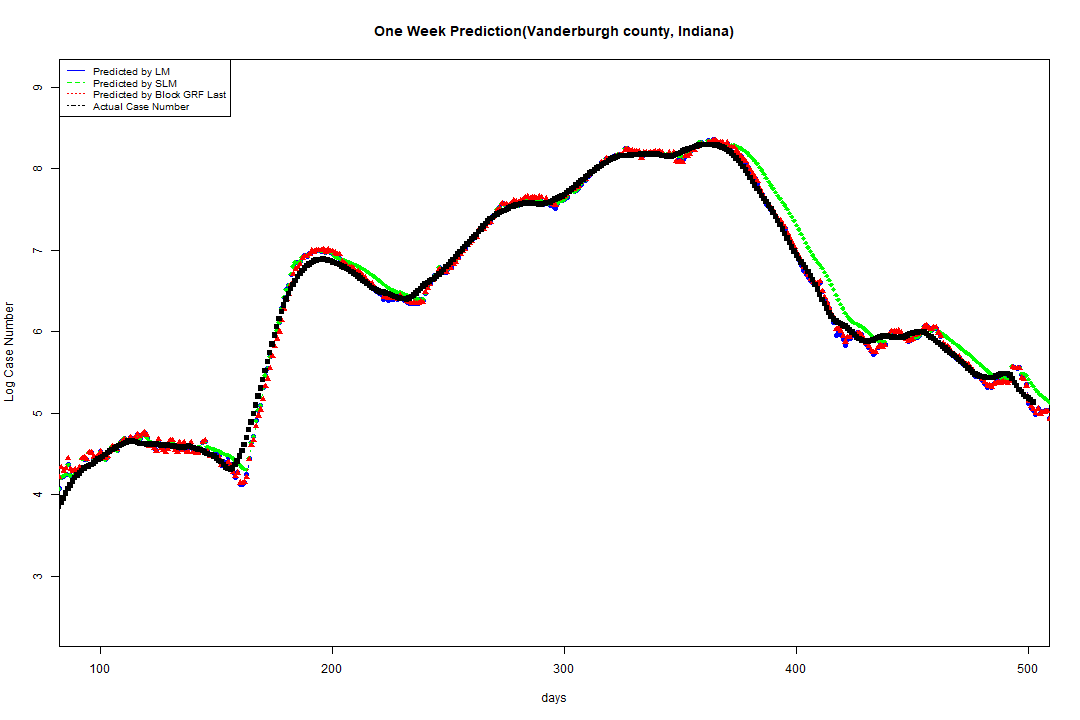 One Week Prediction(Vanderburgh county, Indiana)
Predicted by LM
Predicted by SLM
Predicted by Block GRF Last
Actual Case Number
9
8
7
6
5
4
3
Log Case Number
100 200 300 400 500
days